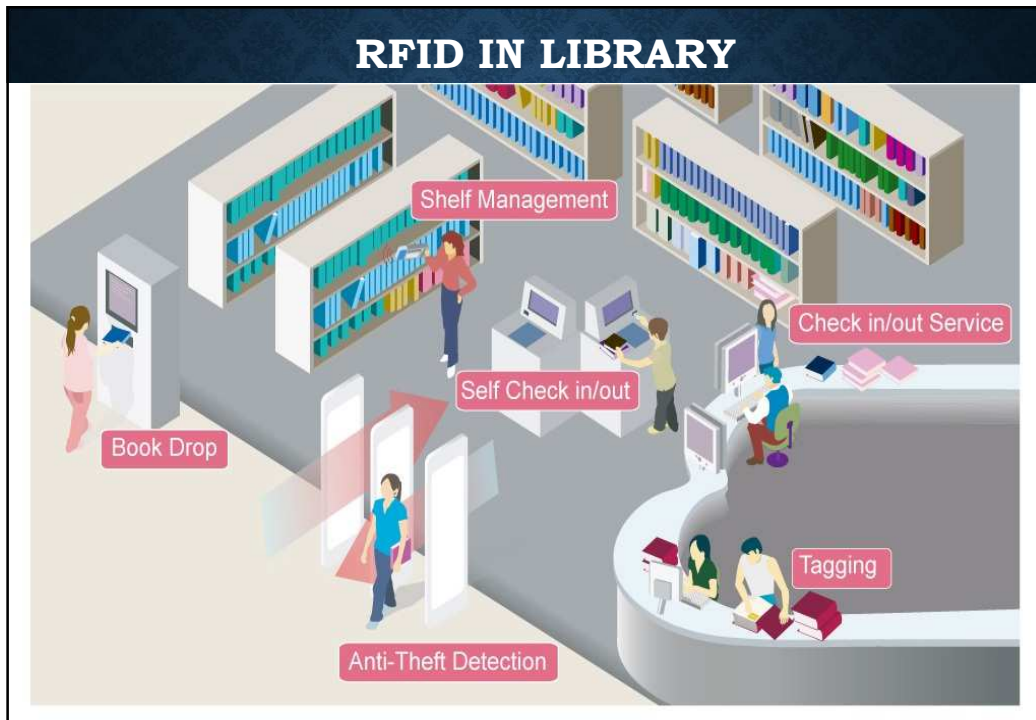 RFID IN LIBRARY
Shelf Management
Check in/out Service
Self Check in/out
Book Drop
Tagging
Anti-Theft Detection